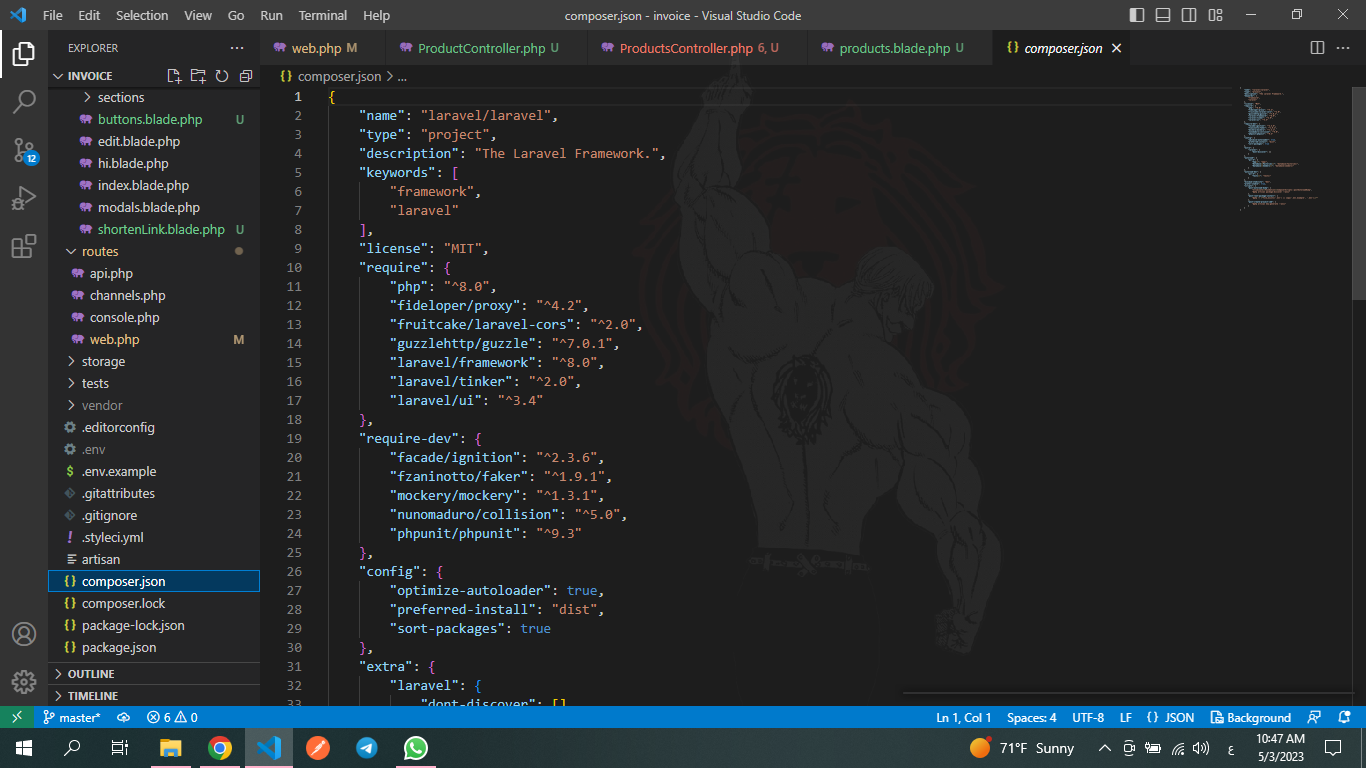 File Edit Selection View Go Run Terminal Help
composer.json - invoice - Visual Studio Code
EXPLORER
INVOICE
sections
buttons.blade.php U
edit.blade.php
hi.blade.php
index.blade.php
modals.blade.php
shortenLink.blade.php U
routes
api.php
channels.php
console.php
web.php M
storage
tests
vendor
.editorconfig
.env
.env.example
.gitattributes
.gitignore
.styleci.yml
artisan
composer.json
composer.lock
package-lock.json
package.json
OUTLINE
TIMELINE
12
web.php M ProductController.php U ProductsController.php 6, U products.blade.php U {} composer.json
{} composer.json > ...
1 {
2 "name": "laravel/laravel",
3 "type": "project",
4 "description": "The Laravel Framework.",
5 "keywords": [
6 "framework",
7 "laravel"
8 ],
9 "license": "MIT",
10 "require": {
11 "php": "^8.0",
12 "fideloper/proxy": "^4.2",
13 "fruitcake/laravel-cors": "^2.0",
14 "guzzlehttp/guzzle": "^7.0.1",
15 "laravel/framework": "^8.0",
16 "laravel/tinker": "^2.0",
17 "laravel/ui": "^3.4"
18 },
19 "require-dev": {
20 "facade/ignition": "^2.3.6",
21 "fzaninotto/faker": "^1.9.1",
22 "mockery/mockery": "^1.3.1",
23 "nunomaduro/collision": "^5.0",
24 "phpunit/phpunit": "^9.3"
25 },
26 "config": {
27 "optimize-autoloader": true,
28 "preferred-install": "dist",
29 "sort-packages": true
30 },
31 "extra": {
32 "laravel": {
33 "dont-discover": []
master* 6 0
Ln 1, Col 1 Spaces: 4 UTF-8 LF {} JSON Background
71°F Sunny
ع
10:47 AM
5/3/2023